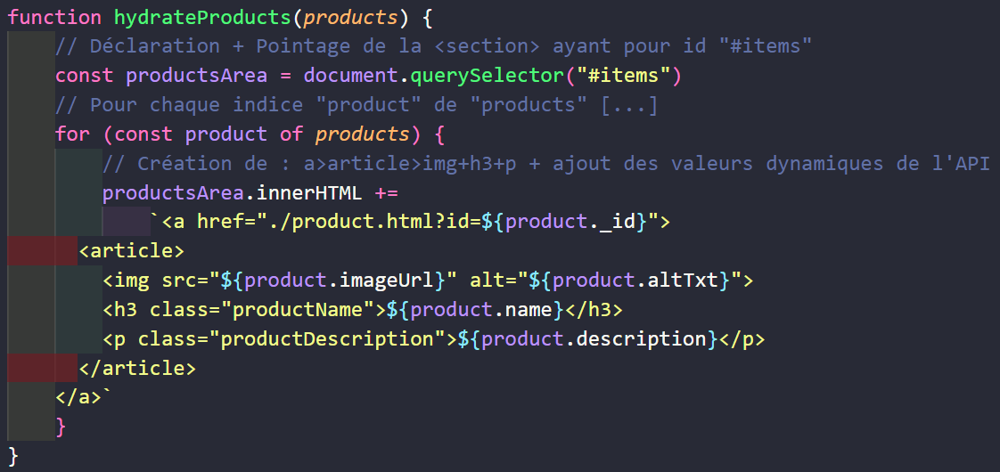 function hydrateProducts(products) {
// Déclaration + Pointage de la <section> ayant pour id "#items"
const productsArea = document.querySelector("#items")
// Pour chaque indice "product" de "products" [...]
for (const product of products) {
// Création de : a>article>img+h3+p + ajout des valeurs dynamiques de l'API
productsArea.innerHTML +=
`<a href="./product.html?id=${product._id}">
<article>
<img src="${product.imageUrl}" alt="${product.altTxt}">
<h3 class="productName">${product.name}</h3>
<p class="productDescription">${product.description}</p>
</article>
</a>`
}
}